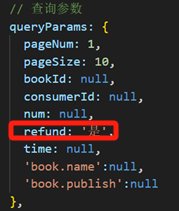 // 查询参数
queryParams: {
pageNum: 1,
pageSize: 10,
bookId: null,
consumerId: null,
num: null,
refund: '是',
time: null,
'book.name':null,
'book.publish':null
},